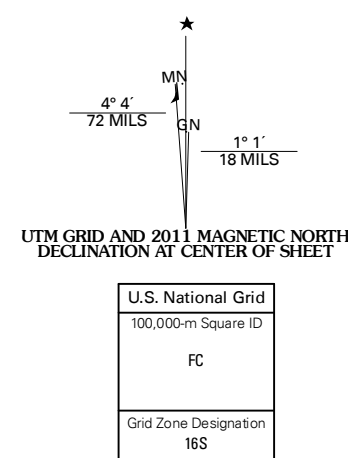 ★
MN
4° 4´
72 MILS
GN
1° 1´
18 MILS
UTM GRID AND 2011 MAGNETIC NORTH
DECLINATION AT CENTER OF SHEET
U.S. National Grid
100,000-m Square ID
FC
Grid Zone Designation
16S